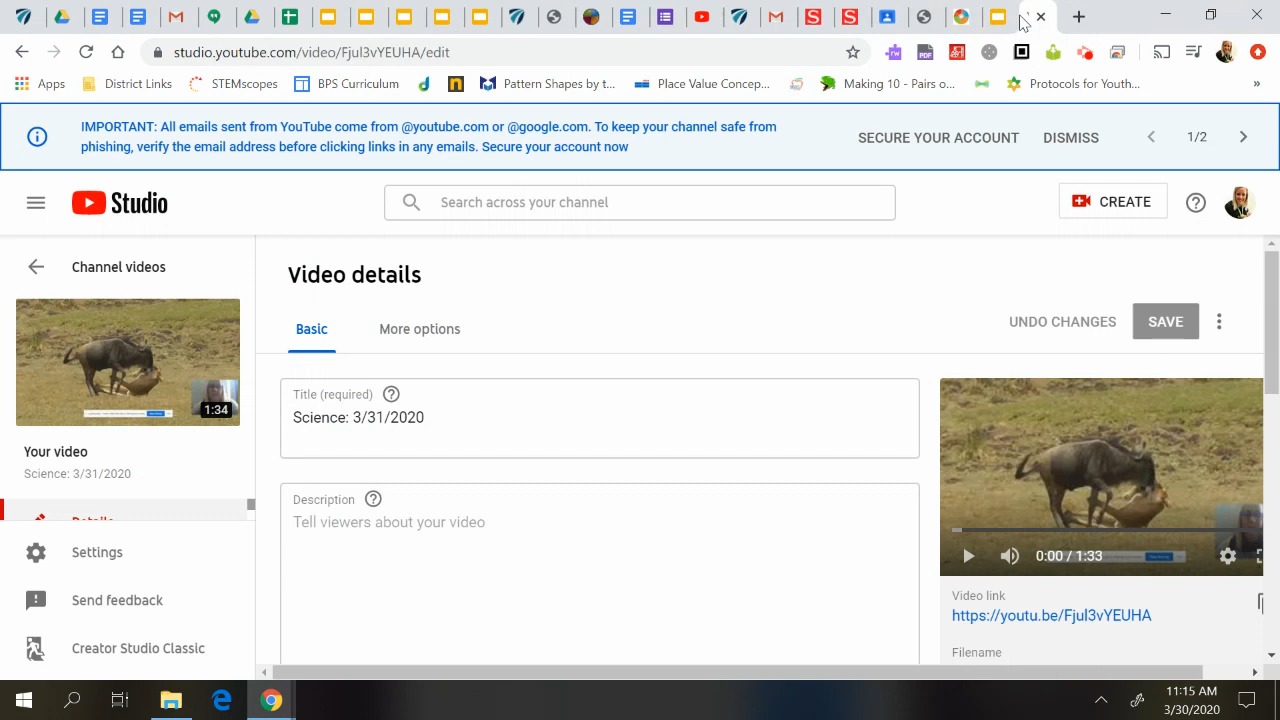 studio.youtube.com/video/Fjul3vYEUHA/edit
Apps District Links STEMscopes BPS Curriculum Pattern Shapes by t... Place Value Concep... Making 10 - Pairs o... Protocols for Youth... »
IMPORTANT: All emails sent from YouTube come from @youtube.com or @google.com. To keep your channel safe from
phishing, verify the email address before clicking links in any emails. Secure your account now
SECURE YOUR ACCOUNT DISMISS 1/2
Studio
Search across your channel
CREATE
Channel videos
1:34
Your video
Science: 3/31/2020
Details
Settings
Send feedback
Creator Studio Classic
Video details
Basic More options
UNDO CHANGES SAVE
Title (required)
Science: 3/31/2020
Description
Tell viewers about your video
0:00 / 1:33
Video link
https://youtu.be/Fjul3vYEUHA
Filename
11:15 AM
3/30/2020